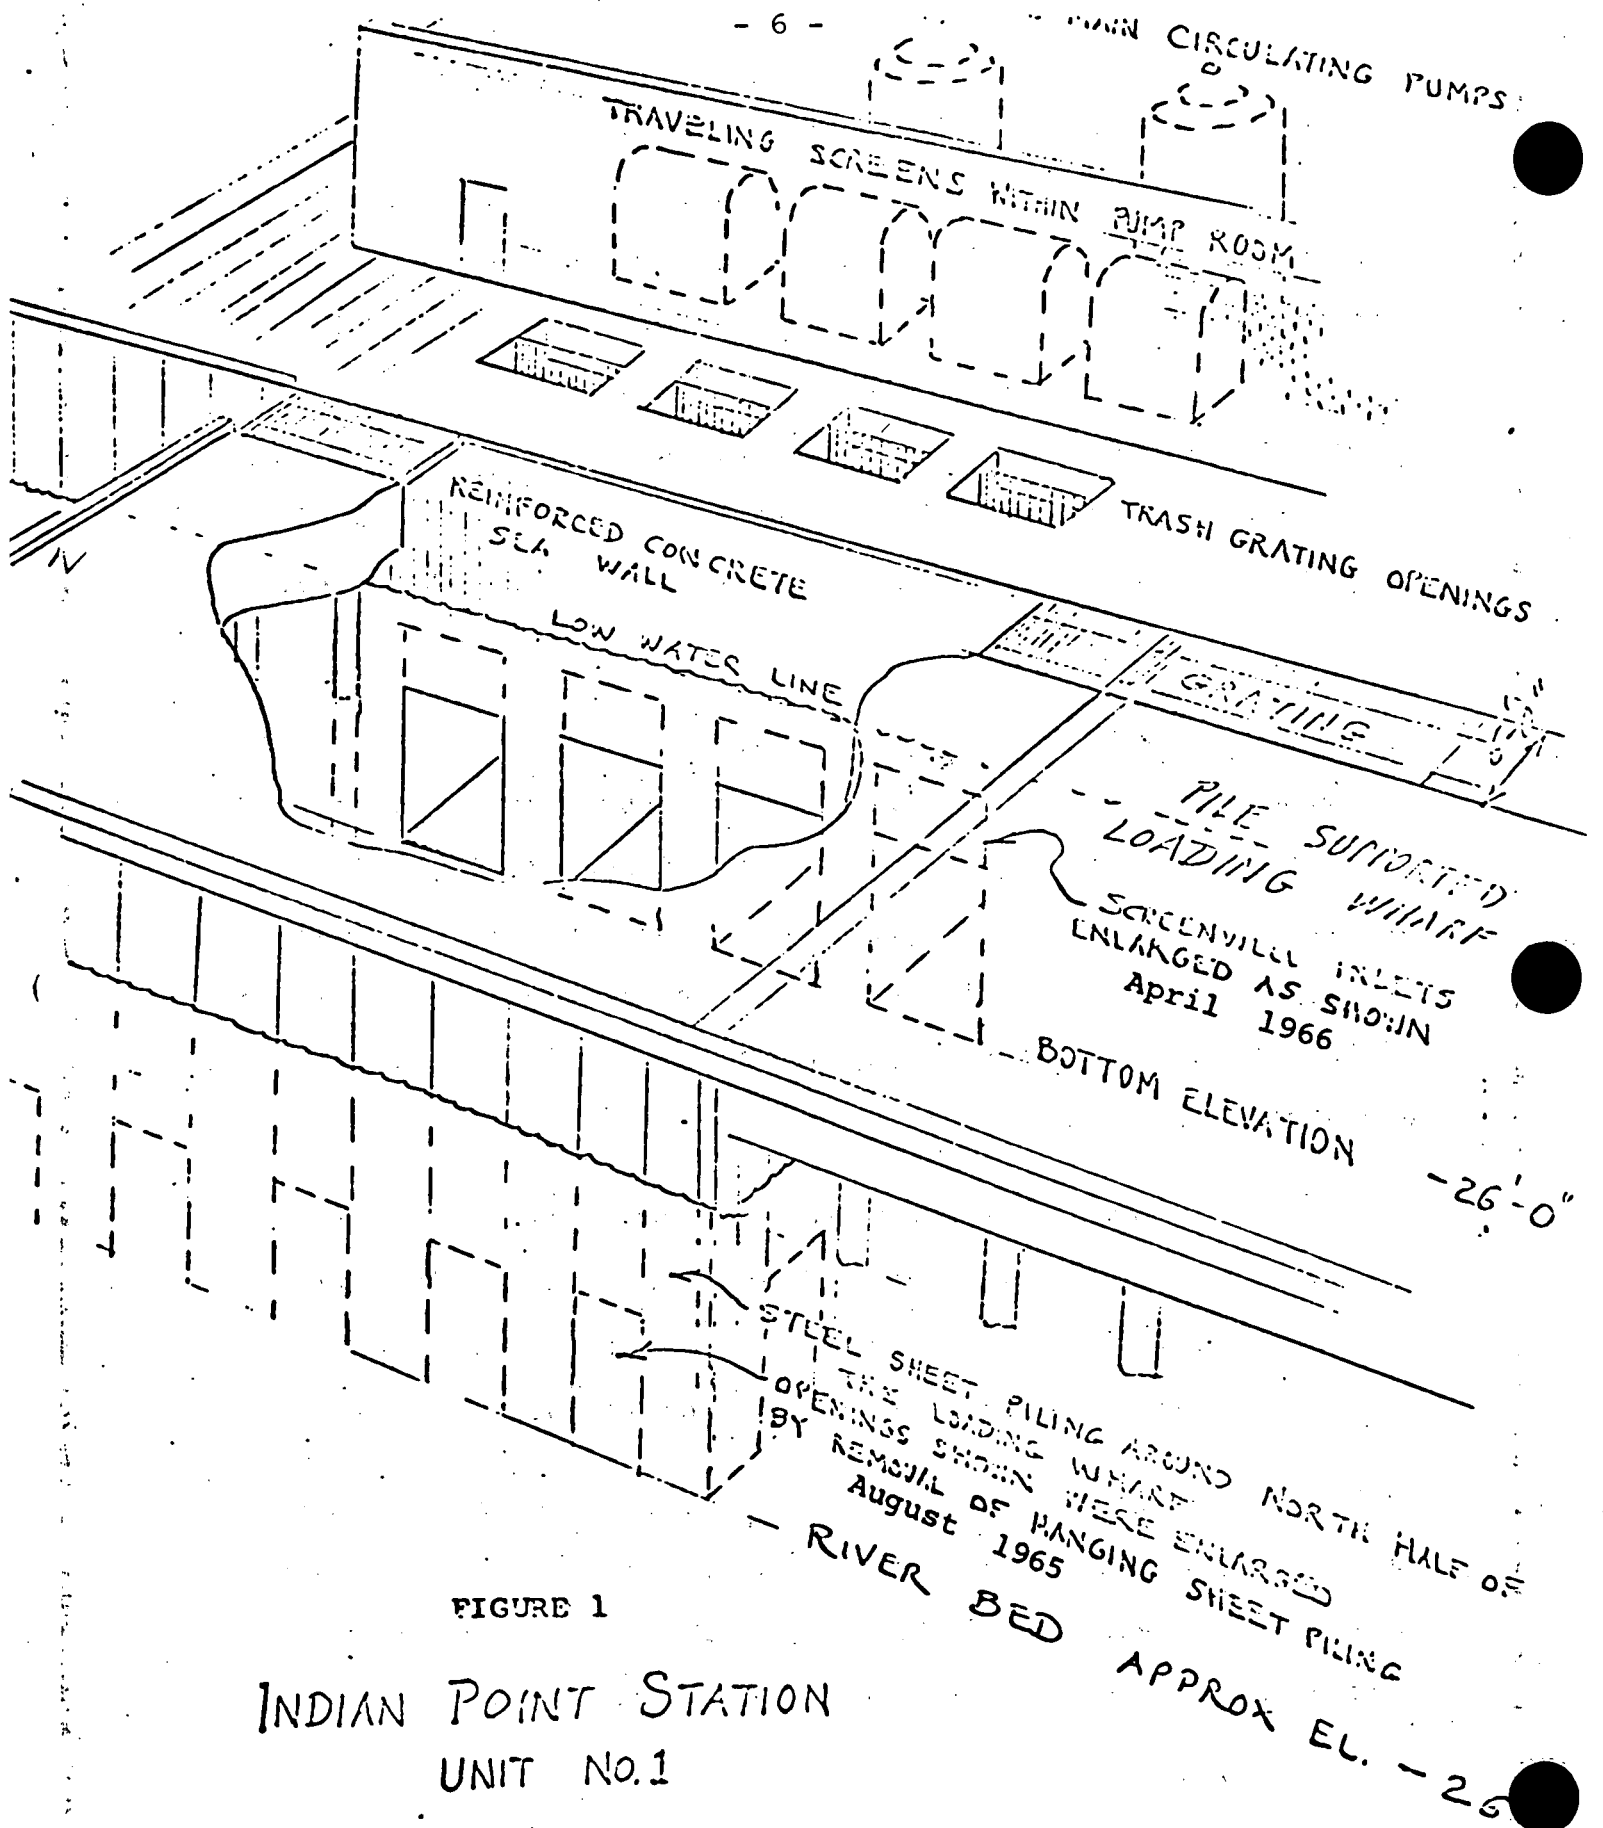 - 6 -
MAIN CIRCULATING PUMPS
TRAVELING SCREENS WITHIN PUMP ROOM
TRASH GRATING OPENINGS
REINFORCED CONCRETE
SEA WALL
LOW WATER LINE
GRATING
PILE SUPPORTED
LOADING WHARF
SCREENWELL INLETS
ENLARGED AS SHOWN
April 1966
BOTTOM ELEVATION -26'-0"
STEEL SHEET PILING AROUND NORTH HALF OF
THE LOADING WHARF
OPENINGS SHOWN WERE ENLARGED
BY REMOVAL OF HANGING SHEET PILING
August 1965
— RIVER BED APPROX EL. -26
FIGURE 1
INDIAN POINT STATION
UNIT NO.1